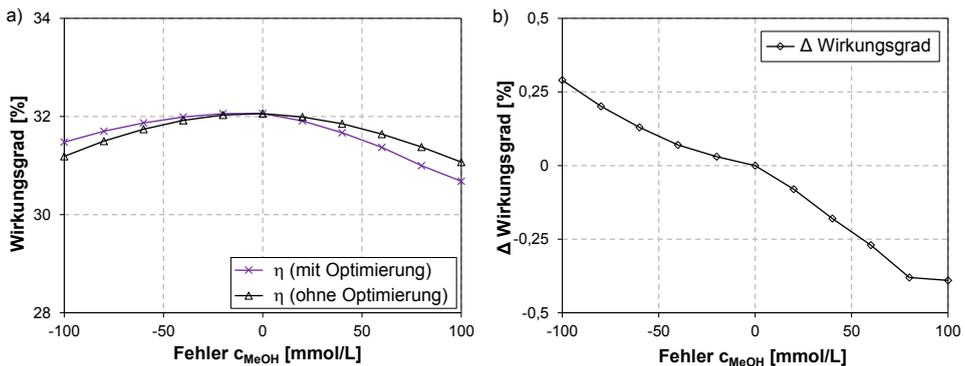 a)
34
32
30
28
Wirkungsgrad [%]
η (mit Optimierung)
η (ohne Optimierung)
-100 -50 0 50 100
Fehler cMeOH [mmol/L]
b)
0,5
0,25
0
-0,25
-0,5
Δ Wirkungsgrad [%]
Δ Wirkungsgrad
-100 -50 0 50 100
Fehler cMeOH [mmol/L]